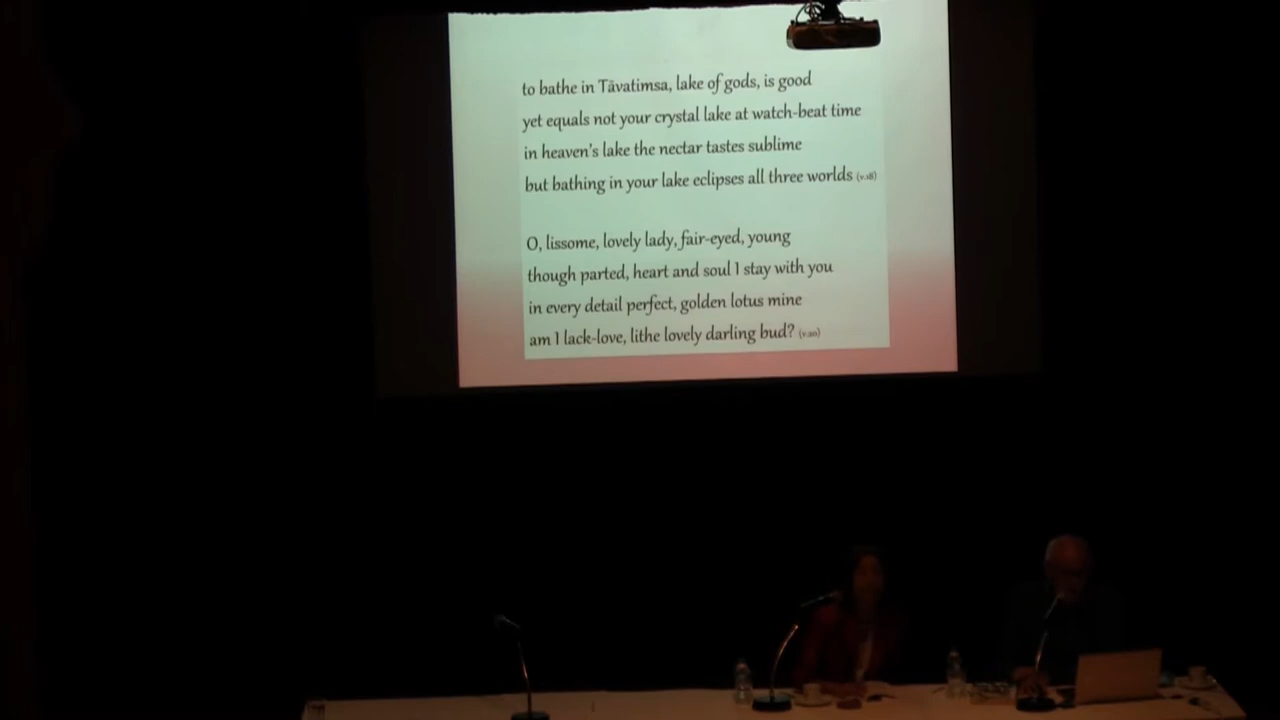 to bathe in Tāvatimsa, lake of gods, is good
yet equals not your crystal lake at watch-beat time
in heaven's lake the nectar tastes sublime
but bathing in your lake eclipses all three worlds (v.18)
O, lissome, lovely lady, fair-eyed, young
though parted, heart and soul I stay with you
in every detail perfect, golden lotus mine
am I lack-love, lithe lovely darling bud? (v.20)